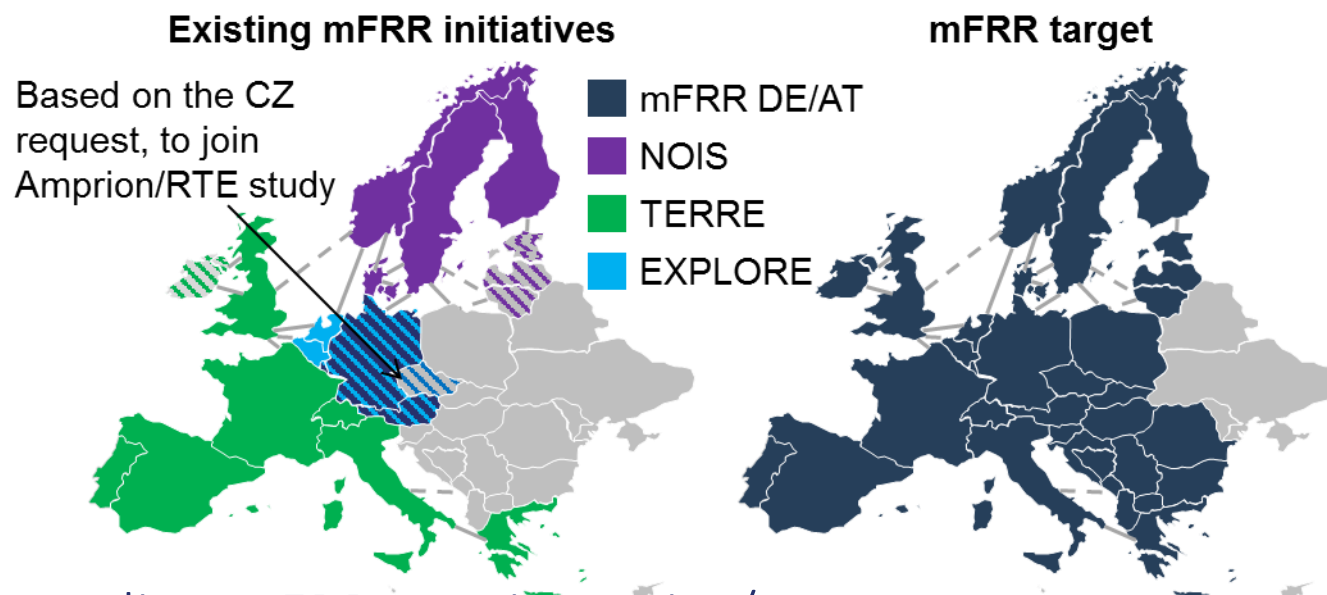 Existing mFRR initiatives
mFRR target
Based on the CZ
request, to join
Amprion/RTE study
mFRR DE/AT
NOIS
TERRE
EXPLORE